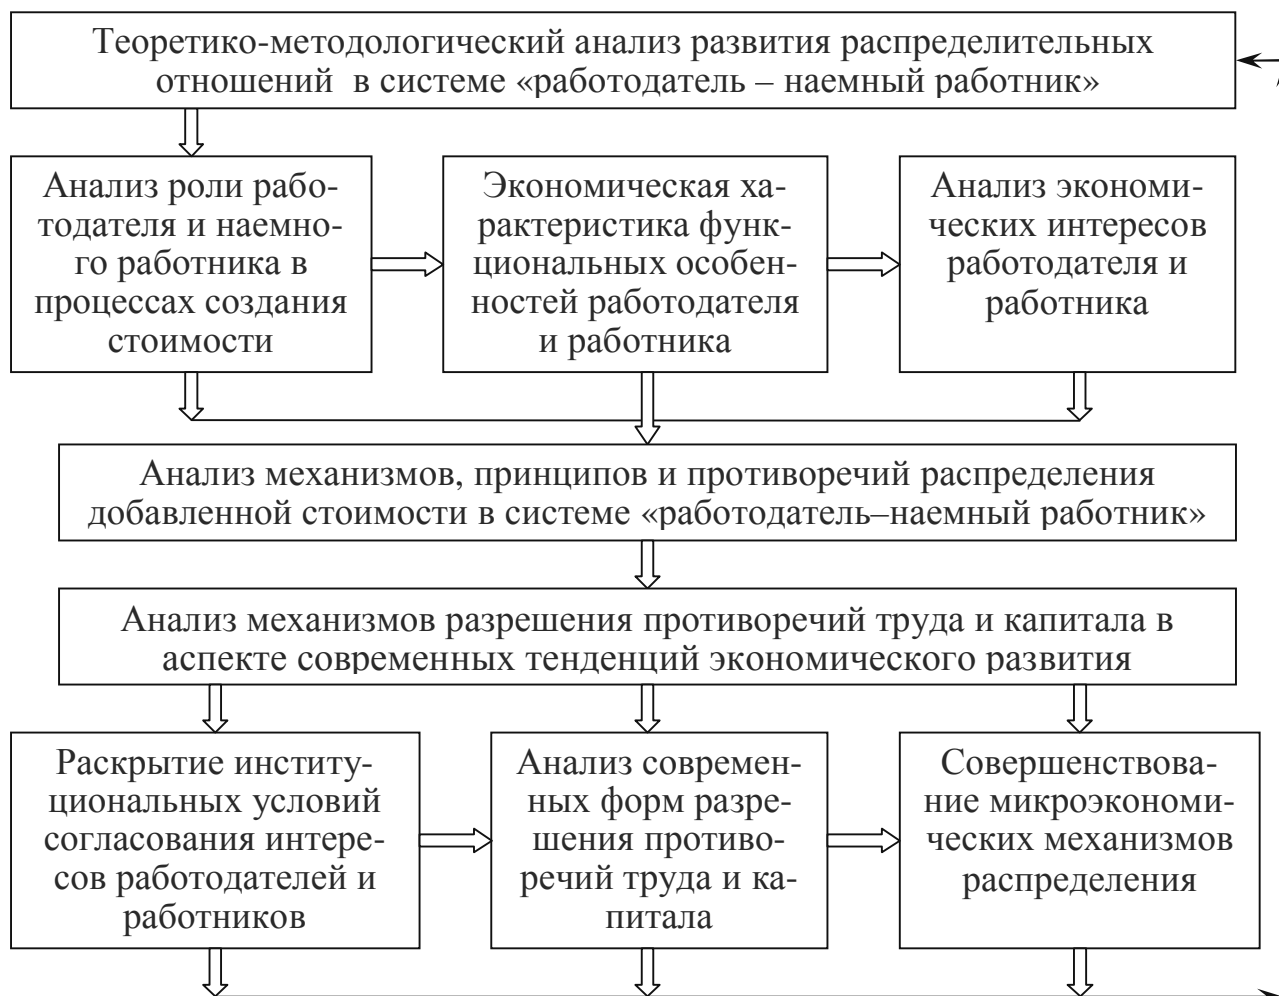 Теоретико-методологический анализ развития распределительных
отношений в системе «работодатель – наемный работник»
Анализ роли рабо-
тодателя и наемно-
го работника в
процессах создания
стоимости
Экономическая ха-
рактеристика функ-
циональных особен-
ностей работодателя
и работника
Анализ экономи-
ческих интересов
работодателя и
работника
Анализ механизмов, принципов и противоречий распределения
добавленной стоимости в системе «работодатель–наемный работник»
Анализ механизмов разрешения противоречий труда и капитала в
аспекте современных тенденций экономического развития
Раскрытие институ-
циональных условий
согласования интере-
сов работодателей и
работников
Анализ современ-
ных форм разре-
шения противо-
речий труда и ка-
питала
Совершенствова-
ние микроэкономи-
ческих механизмов
распределения